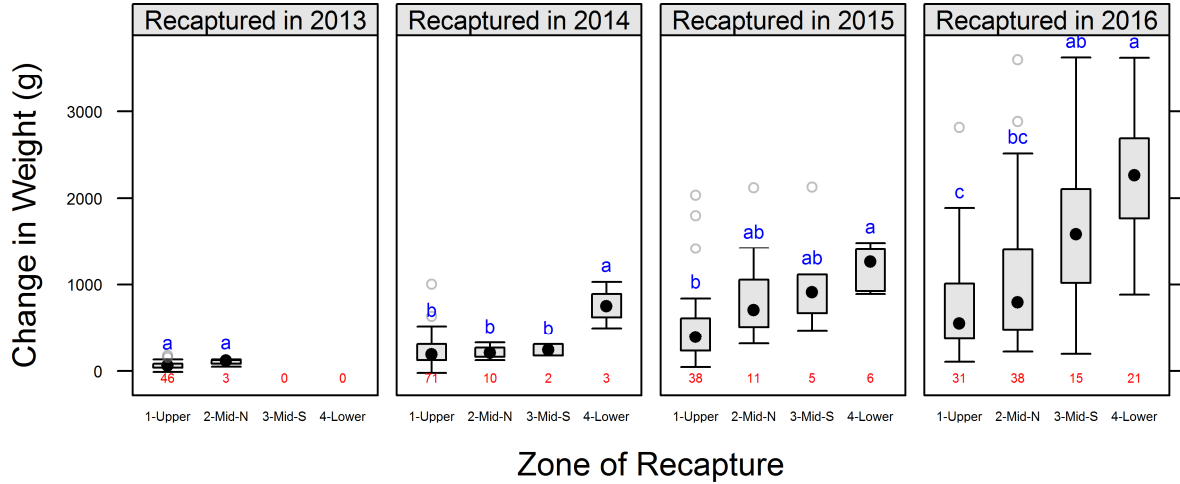 Recaptured in 2013 Recaptured in 2014 Recaptured in 2015 Recaptured in 2016
Change in Weight (g)
3000
2000
1000
0
a a
b b b a
b ab ab a
c bc ab a
46 3 0 0
71 10 2 3
38 11 5 6
31 38 15 21
1-Upper 2-Mid-N 3-Mid-S 4-Lower
1-Upper 2-Mid-N 3-Mid-S 4-Lower
1-Upper 2-Mid-N 3-Mid-S 4-Lower
1-Upper 2-Mid-N 3-Mid-S 4-Lower
Zone of Recapture